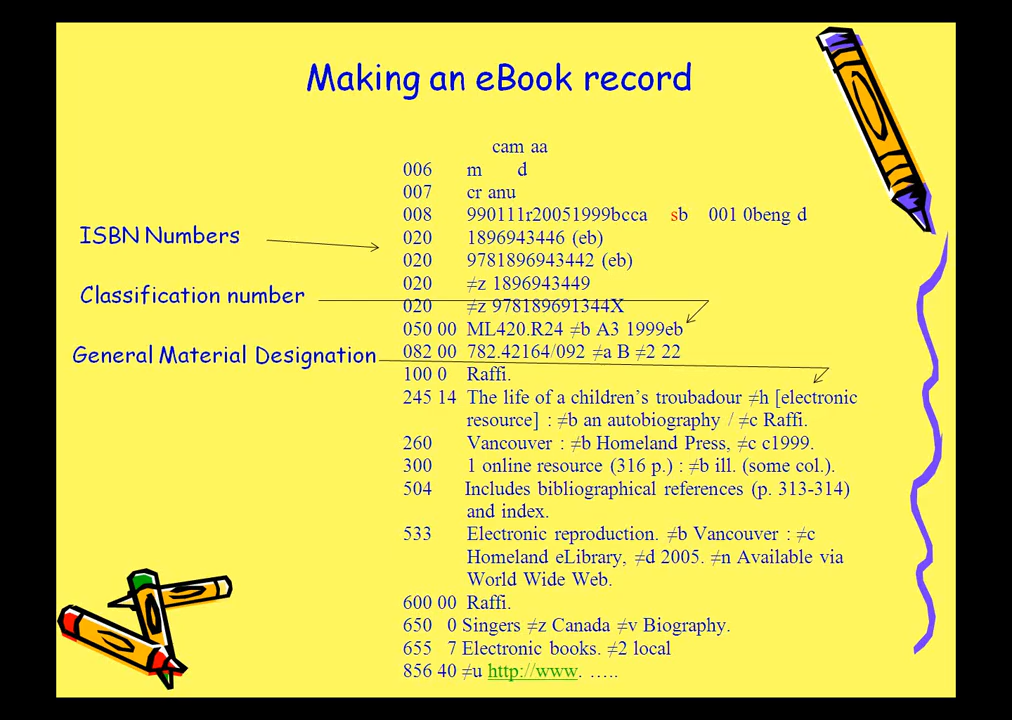 Making an eBook record
cam aa
006 m d
007 cr anu
008 990111r20051999bcca sb 001 0beng d
ISBN Numbers
020 1896943446 (eb)
020 9781896943442 (eb)
020 ≠z 1896943449
Classification number
020 ≠z 978189691344X
050 00 ML420.R24 ≠b A3 1999eb
General Material Designation
082 00 782.42164/092 ≠a B ≠2 22
100 0 Raffi.
245 14 The life of a children’s troubadour ≠h [electronic
resource] : ≠b an autobiography / ≠c Raffi.
260 Vancouver : ≠b Homeland Press, ≠c c1999.
300 1 online resource (316 p.) : ≠b ill. (some col.).
504 Includes bibliographical references (p. 313-314)
and index.
533 Electronic reproduction. ≠b Vancouver : ≠c
Homeland eLibrary, ≠d 2005. ≠n Available via
World Wide Web.
600 00 Raffi.
650 0 Singers ≠z Canada ≠v Biography.
655 7 Electronic books. ≠2 local
856 40 ≠u http://www. …..